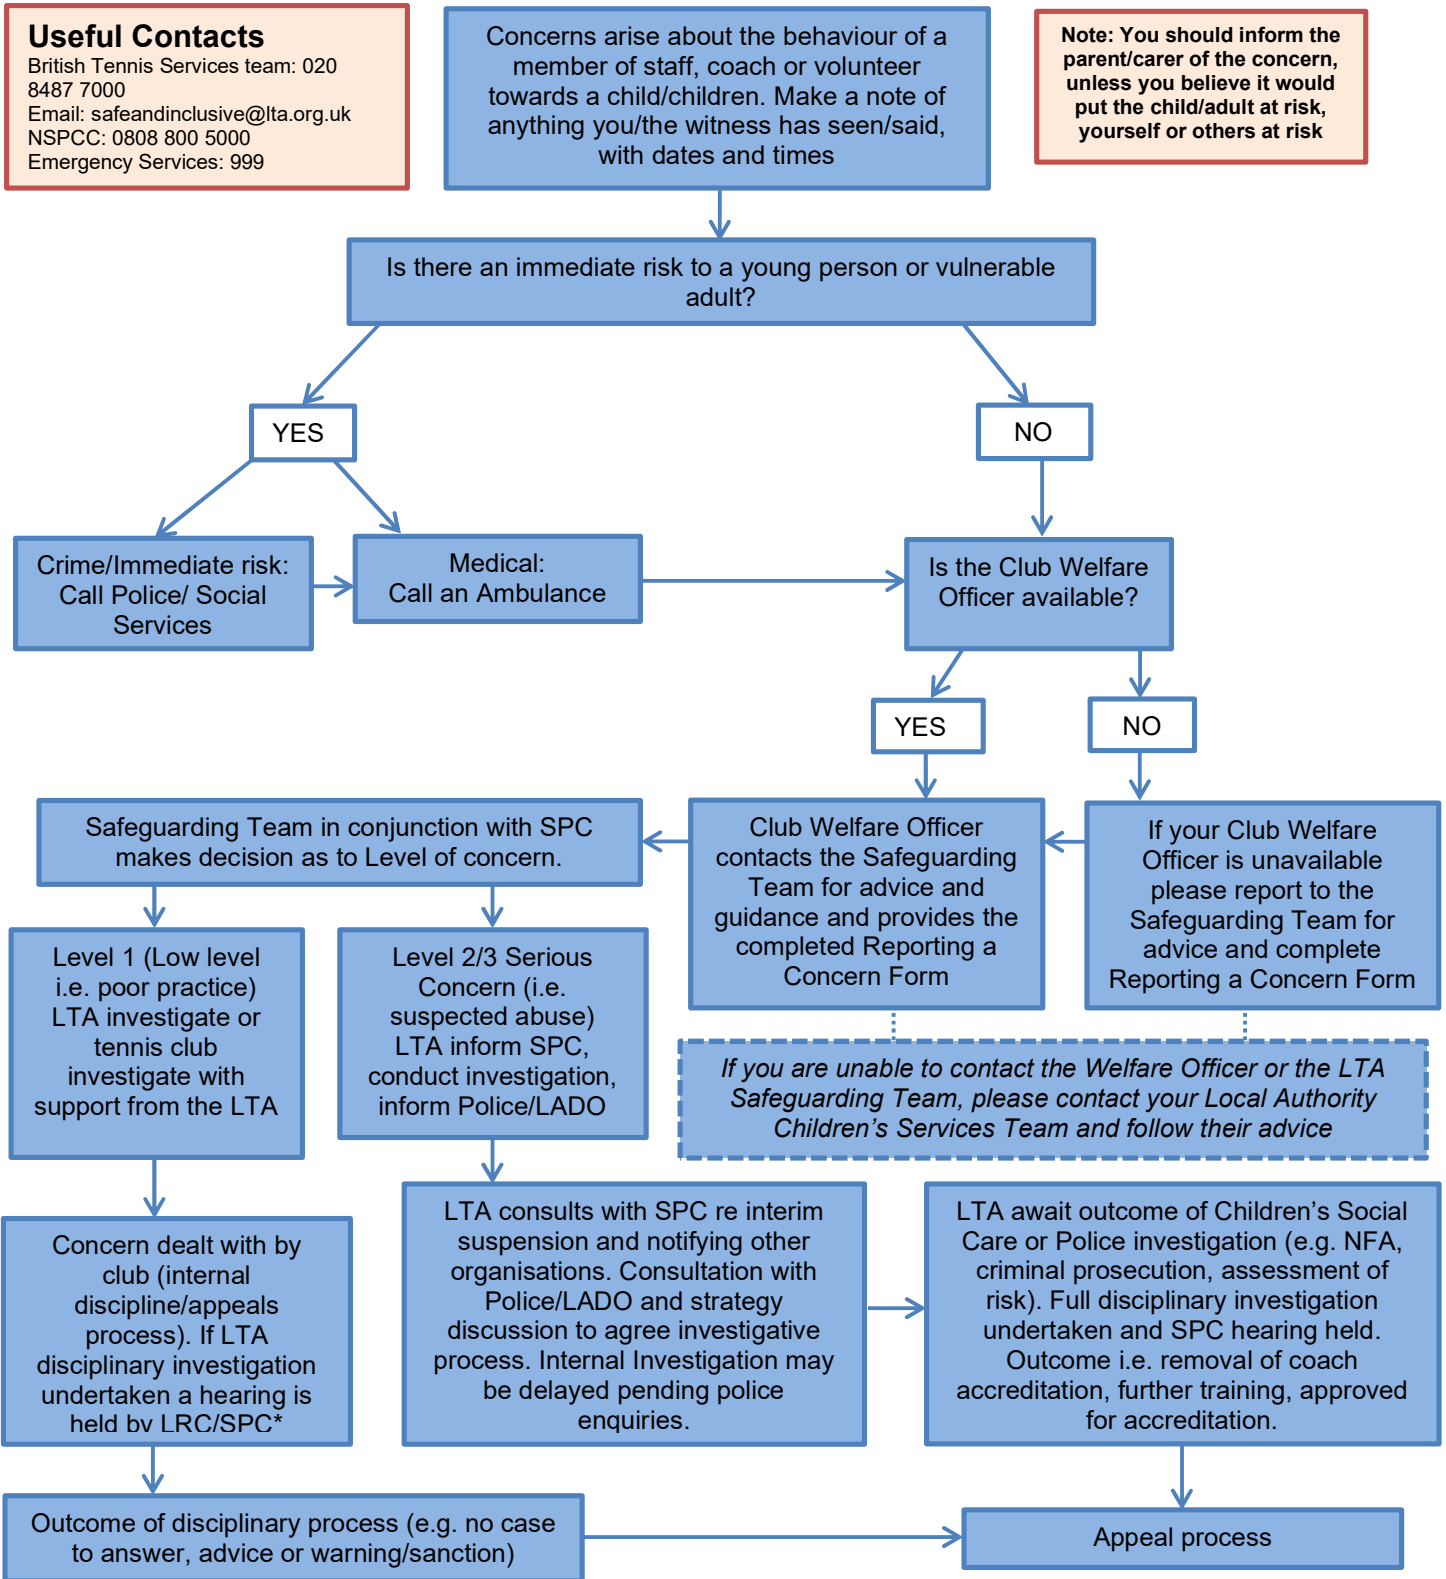 Useful Contacts
British Tennis Services team: 020
8487 7000
Email: safeandinclusive@lta.org.uk
NSPCC: 0808 800 5000
Emergency Services: 999
Concerns arise about the behaviour of a
member of staff, coach or volunteer
towards a child/children. Make a note of
anything you/the witness has seen/said,
with dates and times
Note: You should inform the
parent/carer of the concern,
unless you believe it would
put the child/adult at risk,
yourself or others at risk
Is there an immediate risk to a young person or vulnerable
adult?
YES
NO
Crime/Immediate risk:
Call Police/ Social
Services
Medical:
Call an Ambulance
Is the Club Welfare
Officer available?
YES
NO
Safeguarding Team in conjunction with SPC
makes decision as to Level of concern.
Club Welfare Officer
contacts the Safeguarding
Team for advice and
guidance and provides the
completed Reporting a
Concern Form
If your Club Welfare
Officer is unavailable
please report to the
Safeguarding Team for
advice and complete
Reporting a Concern Form
Level 1 (Low level
i.e. poor practice)
LTA investigate or
tennis club
investigate with
support from the LTA
Level 2/3 Serious
Concern (i.e.
suspected abuse)
LTA inform SPC,
conduct investigation,
inform Police/LADO
If you are unable to contact the Welfare Officer or the LTA
Safeguarding Team, please contact your Local Authority
Children’s Services Team and follow their advice
Concern dealt with by
club (internal
discipline/appeals
process). If LTA
disciplinary investigation
undertaken a hearing is
held by LRC/SPC*
LTA consults with SPC re interim
suspension and notifying other
organisations. Consultation with
Police/LADO and strategy
discussion to agree investigative
process. Internal Investigation may
be delayed pending police
enquiries.
LTA await outcome of Children’s Social
Care or Police investigation (e.g. NFA,
criminal prosecution, assessment of
risk). Full disciplinary investigation
undertaken and SPC hearing held.
Outcome i.e. removal of coach
accreditation, further training, approved
for accreditation.
Outcome of disciplinary process (e.g. no case
to answer, advice or warning/sanction)
Appeal process